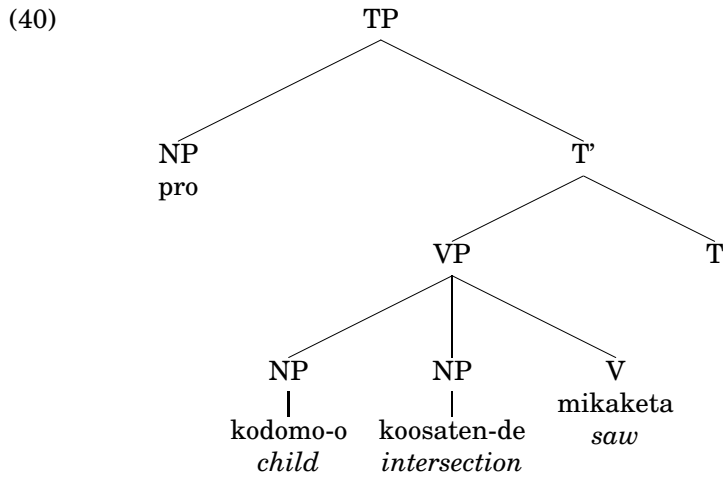 (40) TP
NP T’
pro
VP T
NP NP V
mikaketa
kodomo-o koosaten-de saw
child intersection